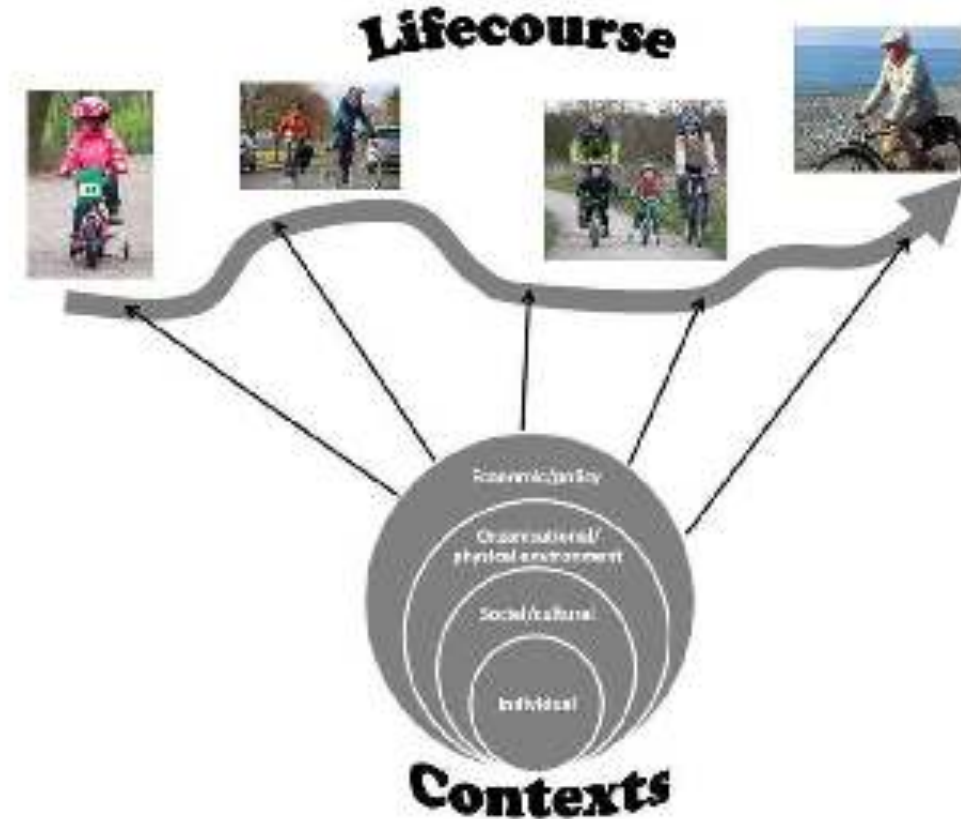 Lifecourse
Economic/policy
Organisational/
physical environment
Social/cultural
Individual
Contexts